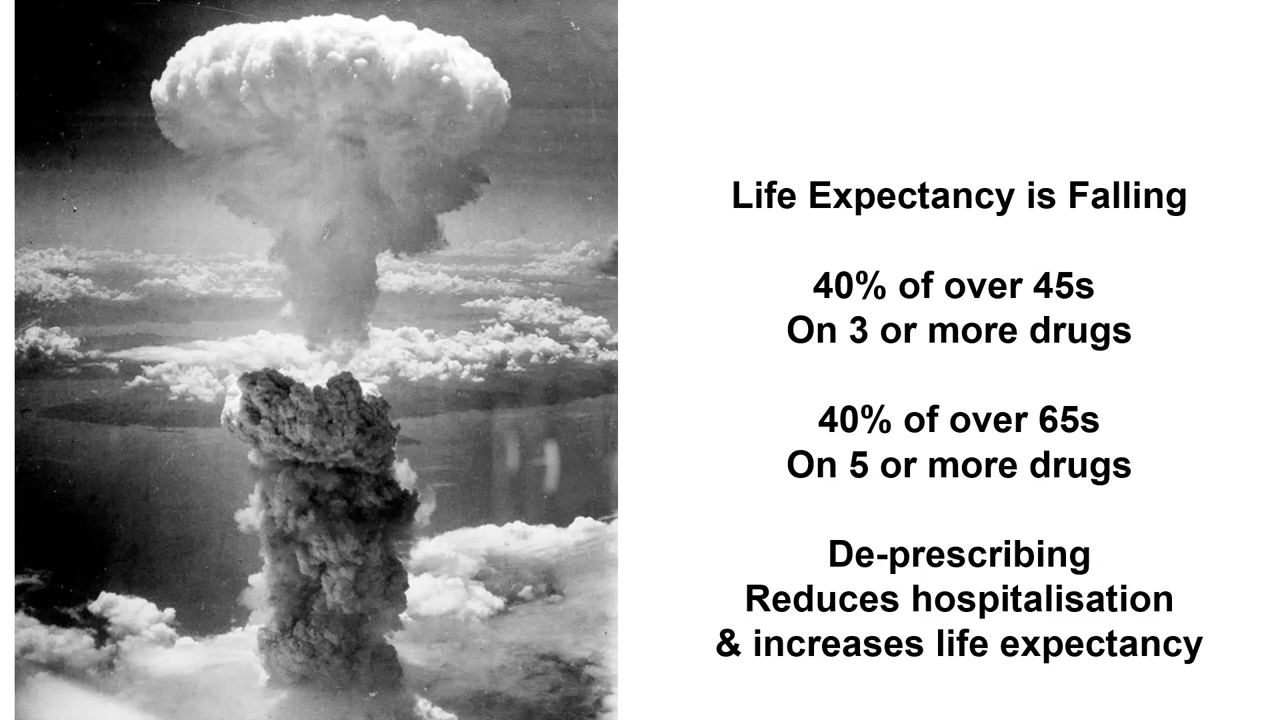 Life Expectancy is Falling
40% of over 45s
On 3 or more drugs
40% of over 65s
On 5 or more drugs
De-prescribing
Reduces hospitalisation
& increases life expectancy